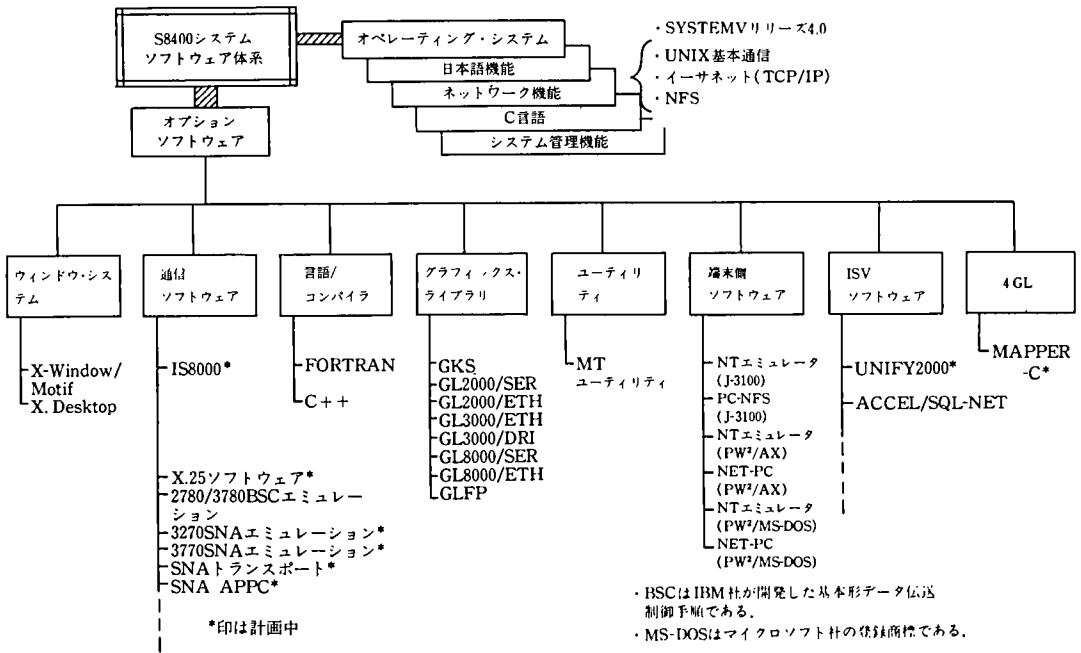 S8400システム
ソフトウェア体系
オペレーティング・システム
日本語機能
ネットワーク機能
C言語
システム管理機能
・SYSTEMVリリーズ4.0
・UNIX基本通信
・イーサネット(TCP/IP)
・NFS
オプション
ソフトウェア
ウィンドウ・シス
テム
X-Window/
Motif
X. Desktop
通信
ソフトウェア
IS8000*
X.25ソフトウェア*
2780/3780BSCエミュレー
ション
3270SNAエミュレーション*
3770SNAエミュレーション*
SNAトランスポート*
SNA APPC*
言語/
コンパイラ
FORTRAN
C++
グラフィックス・
ライブラリ
GKS
GL2000/SER
GL2000/ETH
GL3000/ETH
GL3000/DRI
GL8000/SER
GL8000/ETH
GLFP
ユーティリ
ティ
MT
ユーティリティ
端末側
ソフトウェア
NTエミュレータ
(J-3100)
PC-NFS
(J-3100)
NTエミュレータ
(PW²/AX)
NET-PC
(PW²/AX)
NTエミュレータ
(PW²/MS-DOS)
NET-PC
(PW²/MS-DOS)
ISV
ソフトウェア
UNIFY2000*
ACCEL/SQL-NET
4GL
MAPPER
-C*
*印は計画中
・BSCはIBM社が開発した基本形データ伝送
制御手順である.
・MS-DOSはマイクロソフト社の登録商標である.